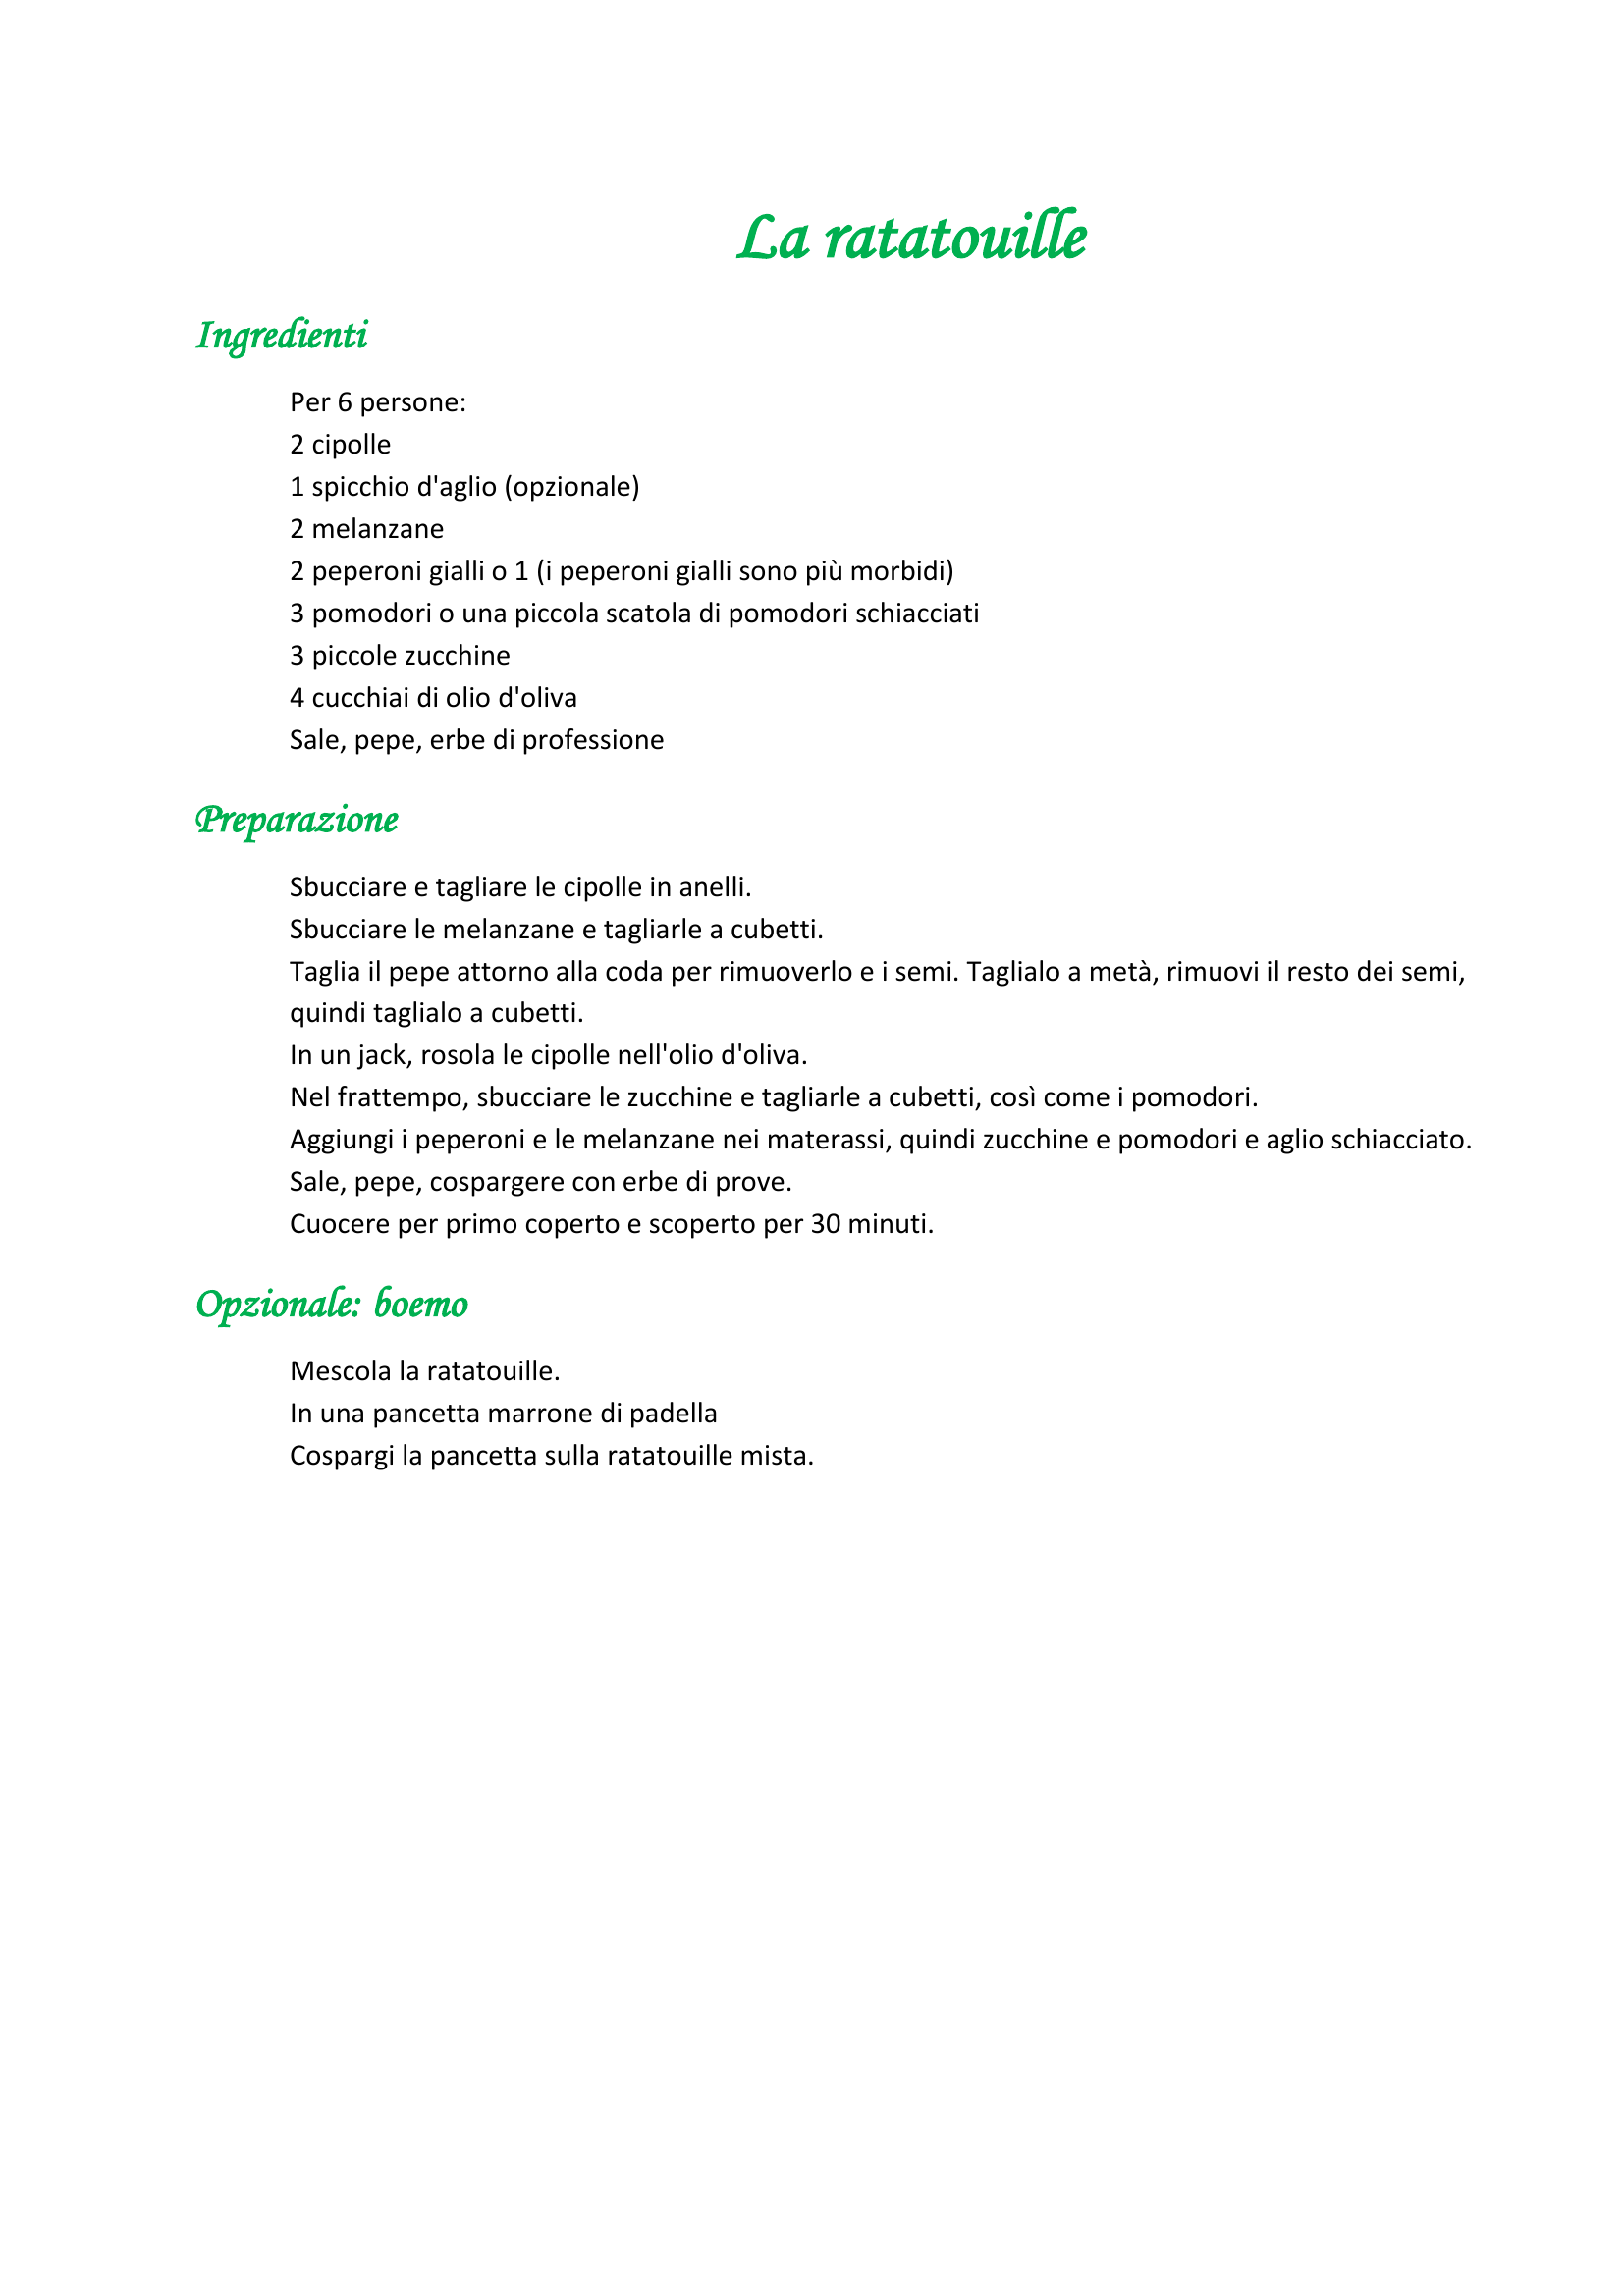 La ratatouille
Ingredienti
Per 6 persone:
2 cipolle
1 spicchio d'aglio (opzionale)
2 melanzane
2 peperoni gialli o 1 (i peperoni gialli sono più morbidi)
3 pomodori o una piccola scatola di pomodori schiacciati
3 piccole zucchine
4 cucchiai di olio d'oliva
Sale, pepe, erbe di professione
Preparazione
Sbucciare e tagliare le cipolle in anelli.
Sbucciare le melanzane e tagliarle a cubetti.
Taglia il pepe attorno alla coda per rimuoverlo e i semi. Taglialo a metà, rimuovi il resto dei semi,
quindi taglialo a cubetti.
In un jack, rosola le cipolle nell'olio d'oliva.
Nel frattempo, sbucciare le zucchine e tagliarle a cubetti, così come i pomodori.
Aggiungi i peperoni e le melanzane nei materassi, quindi zucchine e pomodori e aglio schiacciato.
Sale, pepe, cospargere con erbe di prove.
Cuocere per primo coperto e scoperto per 30 minuti.
Opzionale: boemo
Mescola la ratatouille.
In una pancetta marrone di padella
Cospargi la pancetta sulla ratatouille mista.